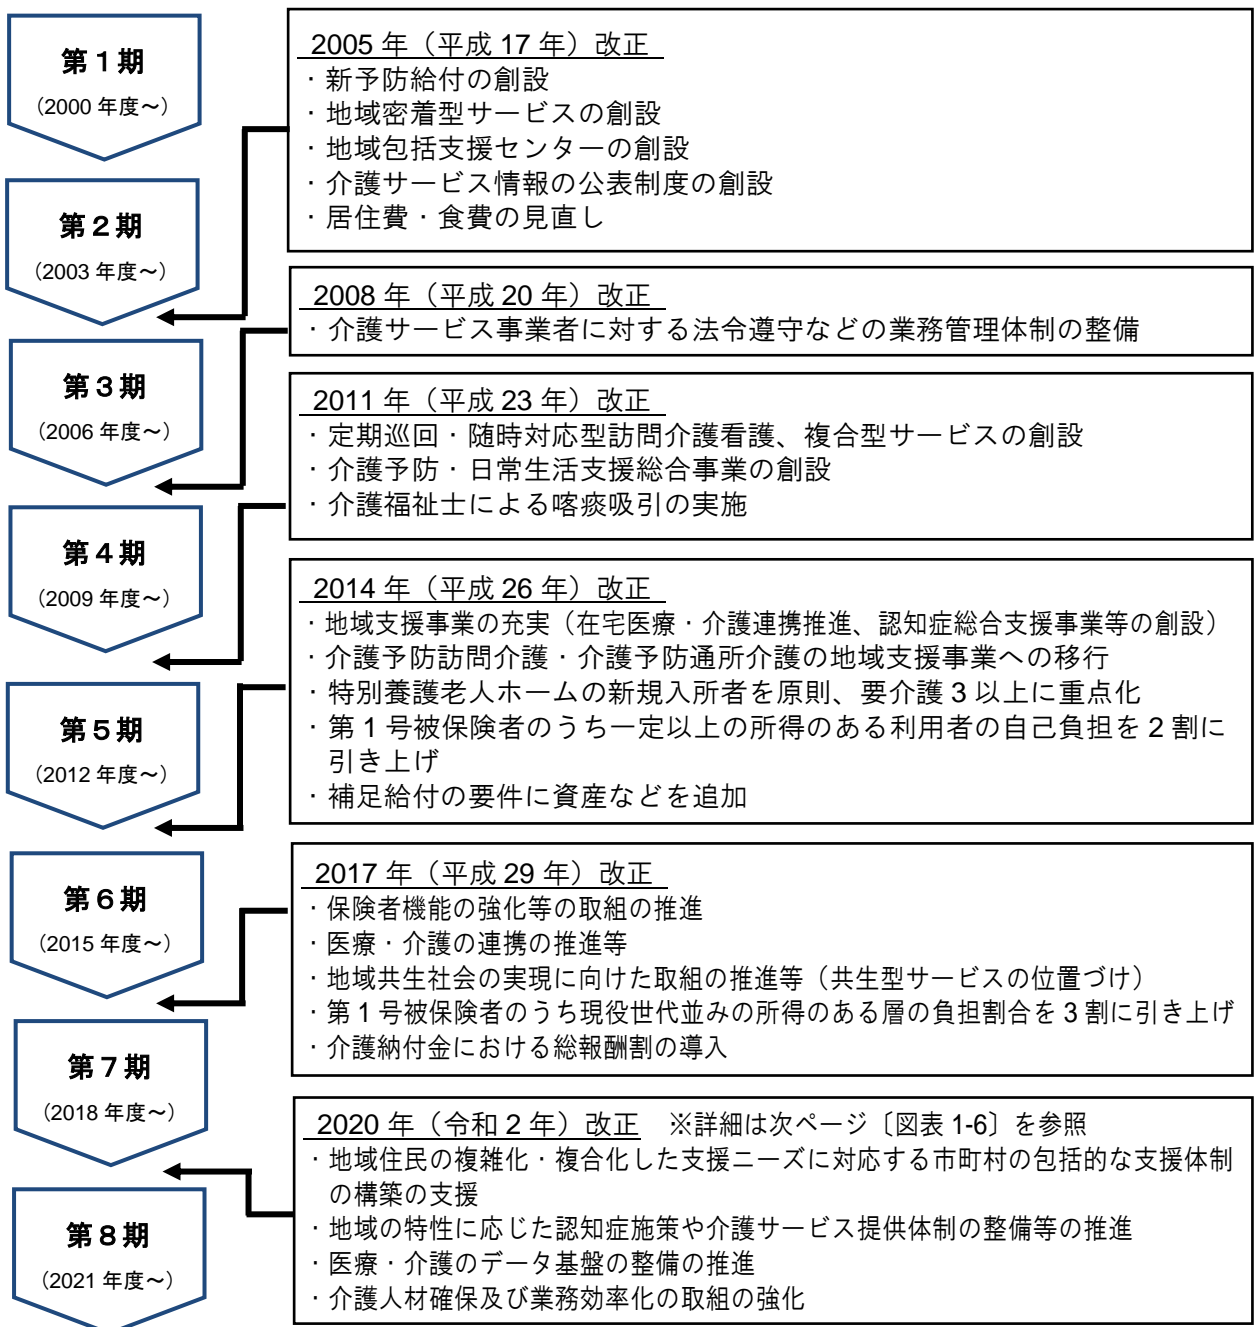 第１期
（2000 年度～）
2005 年（平成 17 年）改正
・新予防給付の創設
・地域密着型サービスの創設
・地域包括支援センターの創設
・介護サービス情報の公表制度の創設
・居住費・食費の見直し
第２期
（2003 年度～）
2008 年（平成 20 年）改正
・介護サービス事業者に対する法令遵守などの業務管理体制の整備
第３期
（2006 年度～）
2011 年（平成 23 年）改正
・定期巡回・随時対応型訪問介護看護、複合型サービスの創設
・介護予防・日常生活支援総合事業の創設
・介護福祉士による喀痰吸引の実施
第４期
（2009 年度～）
2014 年（平成 26 年）改正
・地域支援事業の充実（在宅医療・介護連携推進、認知症総合支援事業等の創設）
・介護予防訪問介護・介護予防通所介護の地域支援事業への移行
・特別養護老人ホームの新規入所者を原則、要介護 3 以上に重点化
・第 1 号被保険者のうち一定以上の所得のある利用者の自己負担を 2 割に
引き上げ
・補足給付の要件に資産などを追加
第５期
（2012 年度～）
2017 年（平成 29 年）改正
・保険者機能の強化等の取組の推進
・医療・介護の連携の推進等
・地域共生社会の実現に向けた取組の推進等（共生型サービスの位置づけ）
・第 1 号被保険者のうち現役世代並みの所得のある層の負担割合を 3 割に引き上げ
・介護納付金における総報酬割の導入
第６期
（2015 年度～）
第７期
（2018 年度～）
2020 年（令和 2 年）改正　※詳細は次ページ〔図表 1-6〕を参照
・地域住民の複雑化・複合化した支援ニーズに対応する市町村の包括的な支援体制
の構築の支援
・地域の特性に応じた認知症施策や介護サービス提供体制の整備等の推進
・医療・介護のデータ基盤の整備の推進
・介護人材確保及び業務効率化の取組の強化
第８期
（2021 年度～）